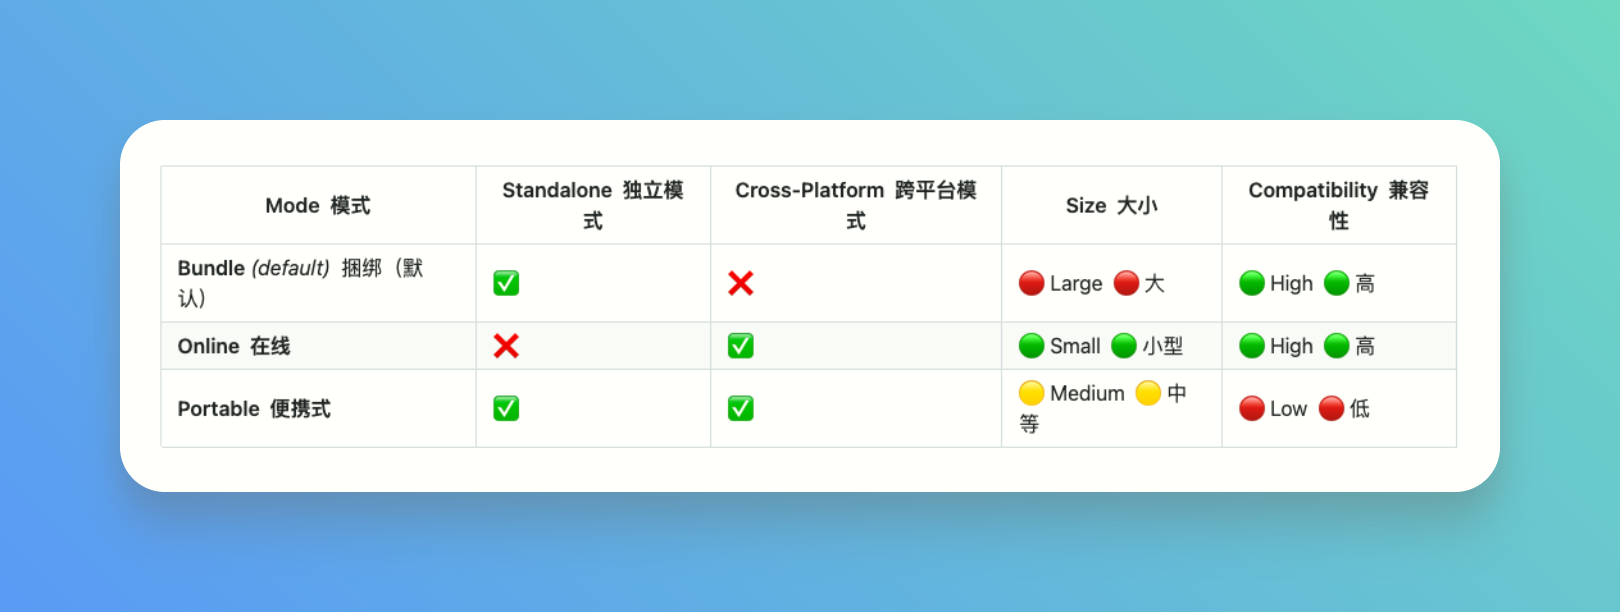 Mode 模式
Standalone 独立模
式
Cross-Platform 跨平台模
式
Size 大小
Compatibility 兼容
性
Bundle (default) 捆绑（默
认）
✅
❌
🔴 Large 🔴 大
🟢 High 🟢 高
Online 在线
❌
✅
🟢 Small 🟢 小型
🟢 High 🟢 高
Portable 便携式
✅
✅
🟡 Medium 🟡 中
等
🔴 Low 🔴 低